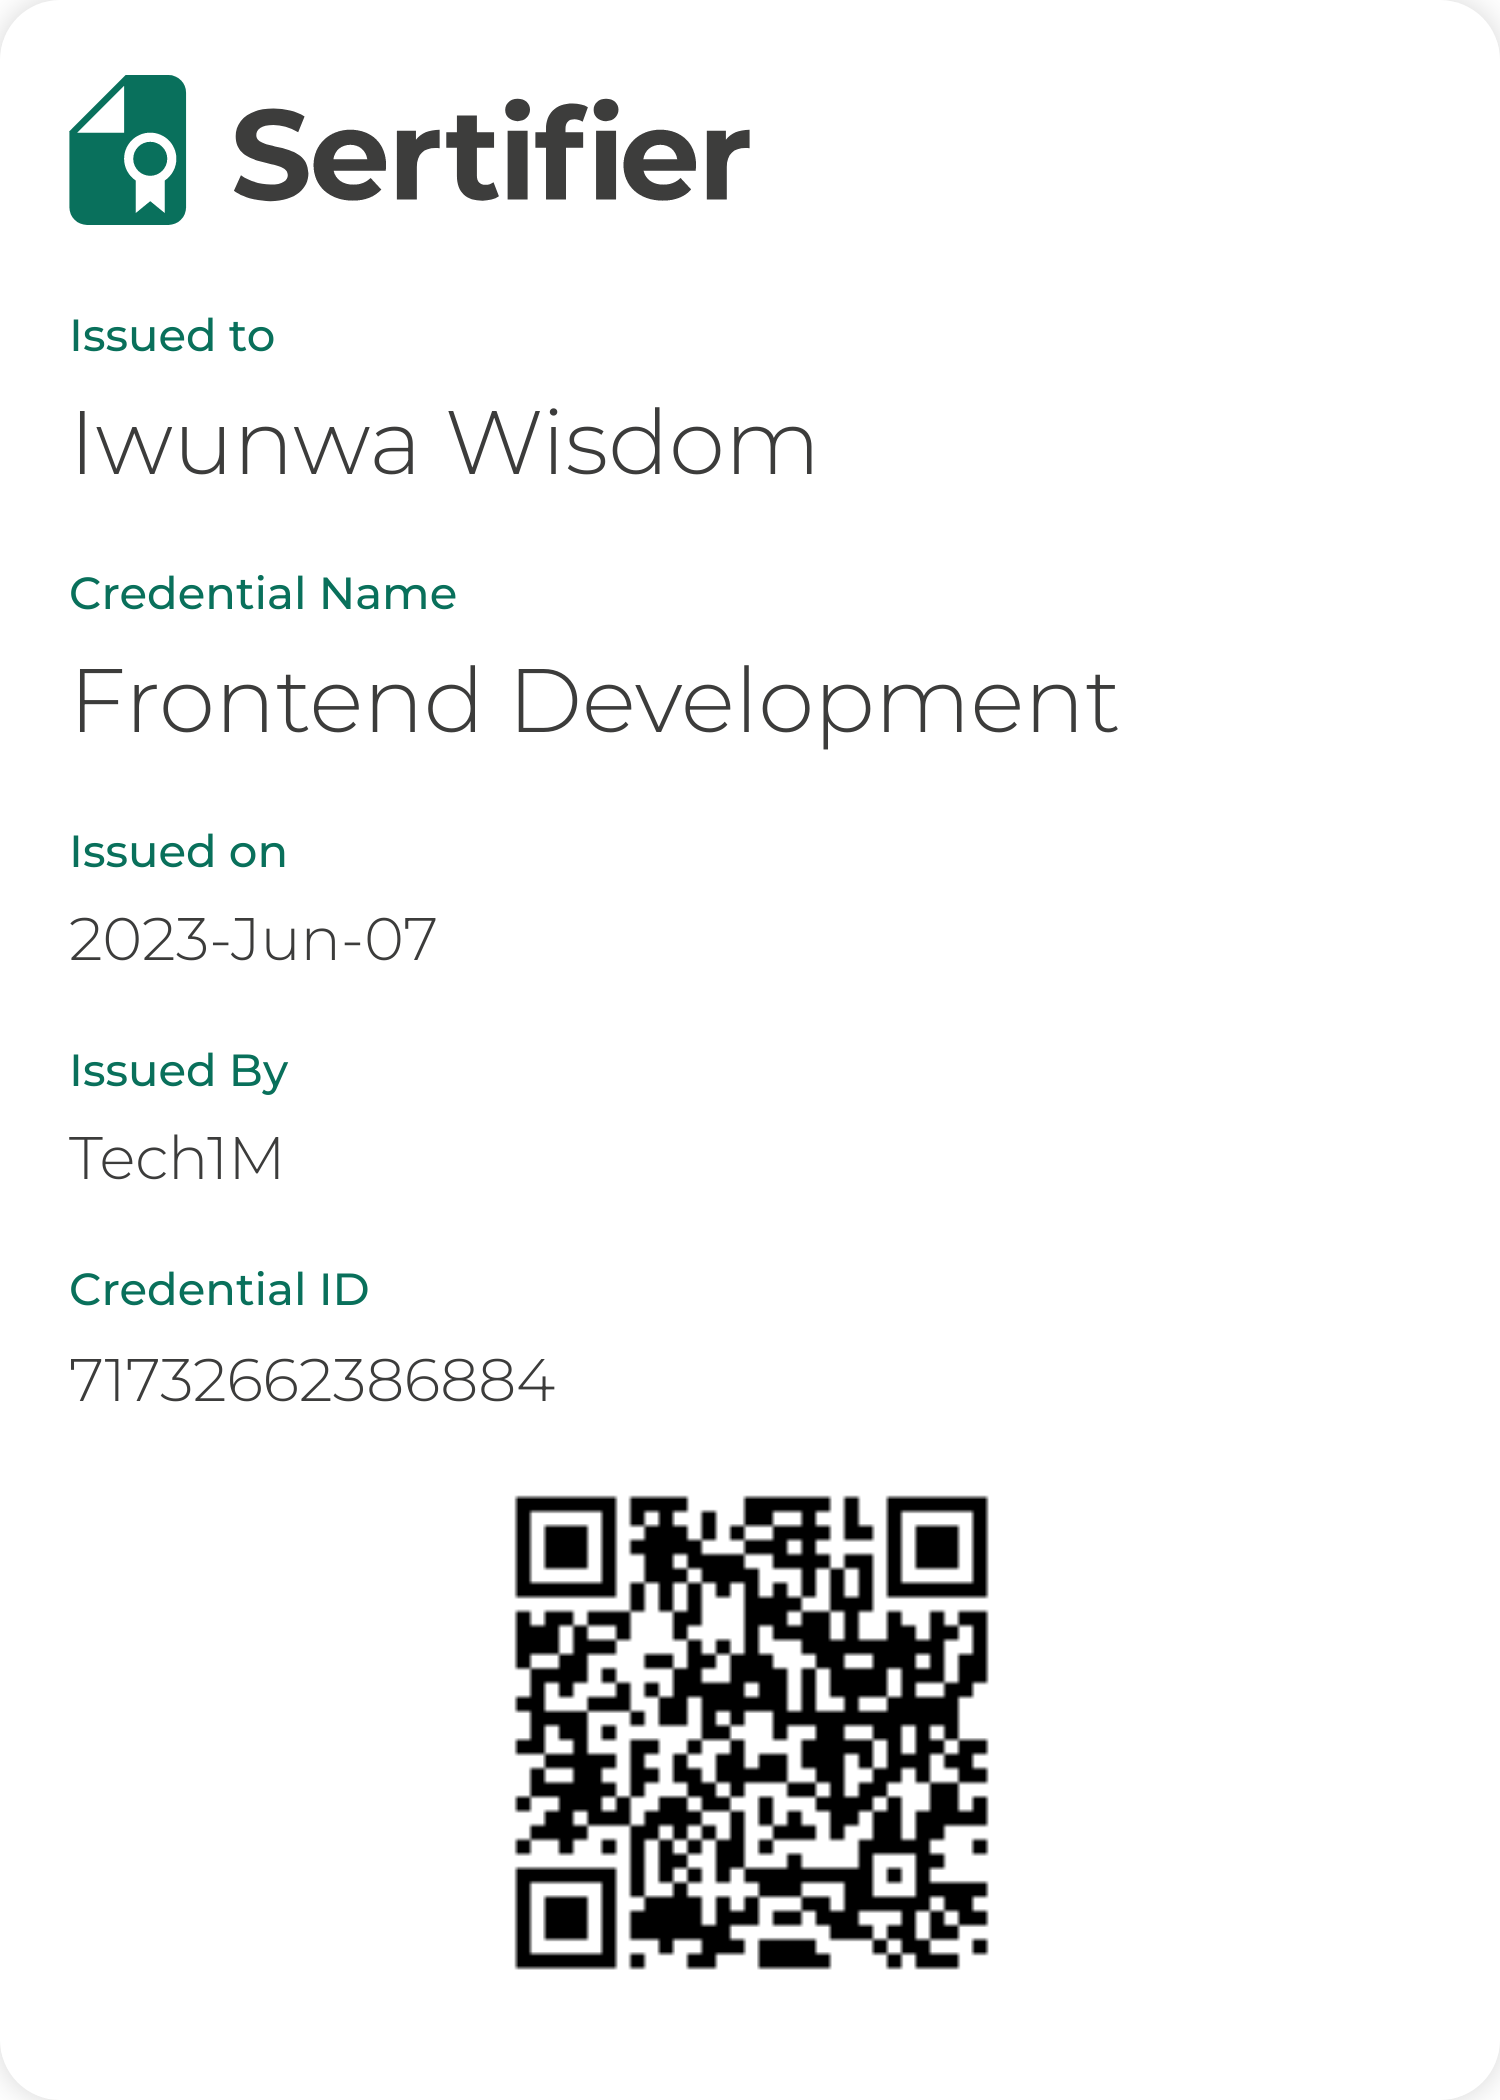 Sertifier
Issued to
Iwunwa Wisdom
Credential Name
Frontend Development
Issued on
2023-Jun-07
Issued By
Tech1M
Credential ID
71732662386884